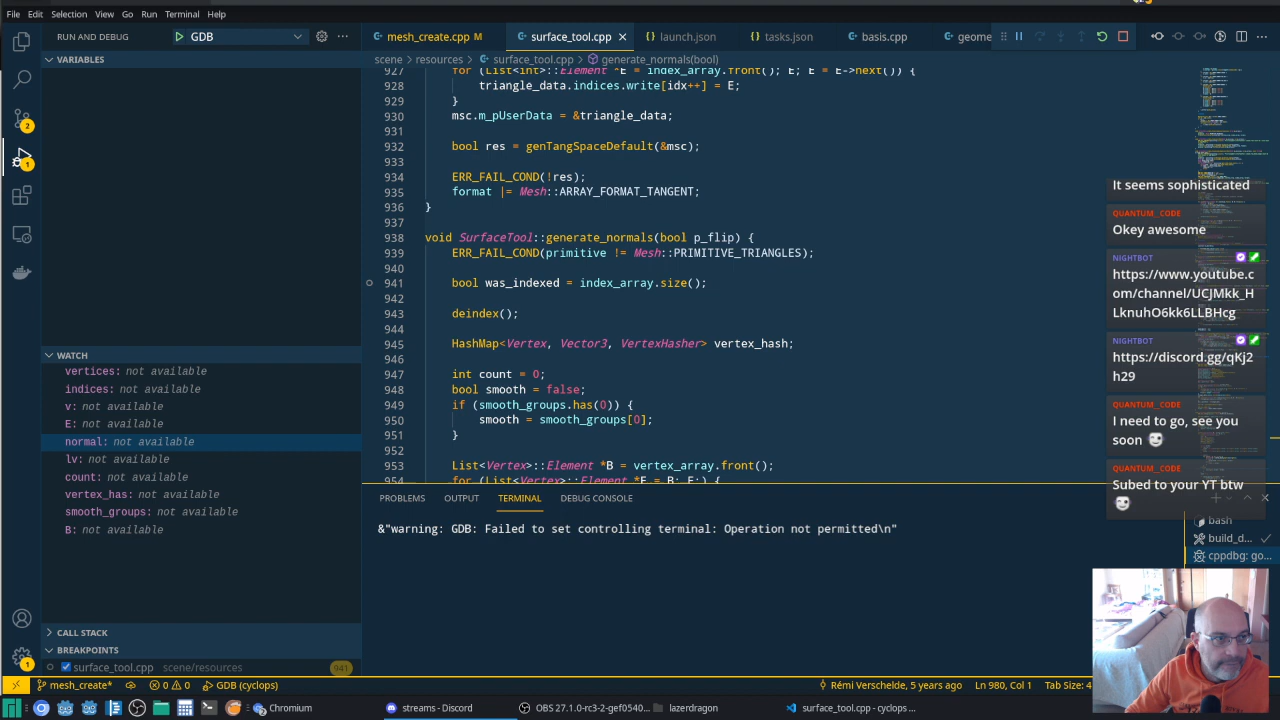 File Edit Selection View Go Run Terminal Help
RUN AND DEBUG GDB
mesh_create.cpp M surface_tool.cpp launch.json tasks.json basis.cpp geome
VARIABLES
scene > resources > surface_tool.cpp > generate_normals(bool)
927 for (List<int>::Element *E = index_array.front(); E; E = E->next()) {
928 triangle_data.indices.write[idx++] = E;
929 }
930 msc.m_pUserData = &triangle_data;
931
932 bool res = genTangSpaceDefault(&msc);
933
934 ERR_FAIL_COND(!res);
935 format |= Mesh::ARRAY_FORMAT_TANGENT;
936 }
937
938 void SurfaceTool::generate_normals(bool p_flip) {
939 ERR_FAIL_COND(primitive != Mesh::PRIMITIVE_TRIANGLES);
940
941 bool was_indexed = index_array.size();
942
943 deindex();
944
945 HashMap<Vertex, Vector3, VertexHasher> vertex_hash;
946
947 int count = 0;
948 bool smooth = false;
949 if (smooth_groups.has(0)) {
950 smooth = smooth_groups[0];
951 }
952
953 List<Vertex>::Element *B = vertex_array.front();
954 for (List<Vertex>::Element *E = B; E;) {
WATCH
vertices: not available
indices: not available
v: not available
E: not available
normal: not available
lv: not available
count: not available
vertex_has: not available
smooth_groups: not available
B: not available
CALL STACK
BREAKPOINTS
surface_tool.cpp scene/resources 941
PROBLEMS OUTPUT TERMINAL DEBUG CONSOLE
&"warning: GDB: Failed to set controlling terminal: Operation not permitted\n"
bash
build_d...
cppdbg: go...
It seems sophisticated
QUANTUM_CODE
Okey awesome
NIGHTBOT
https://www.youtube.c
om/channel/UCJMkk_H
LknuhO6kk6LLBHcg
NIGHTBOT
https://discord.gg/qKj2
h29
QUANTUM_CODE
I need to go, see you
soon
QUANTUM_CODE
Subed to your YT btw
2
1
1
mesh_create* 0 0 GDB (cyclops) Rémi Verschelde, 5 years ago Ln 980, Col 1 Tab Size: 4
Chromium streams - Discord OBS 27.1.0-rc3-2-gef0540... lazerdragon surface_tool.cpp - cyclops ...